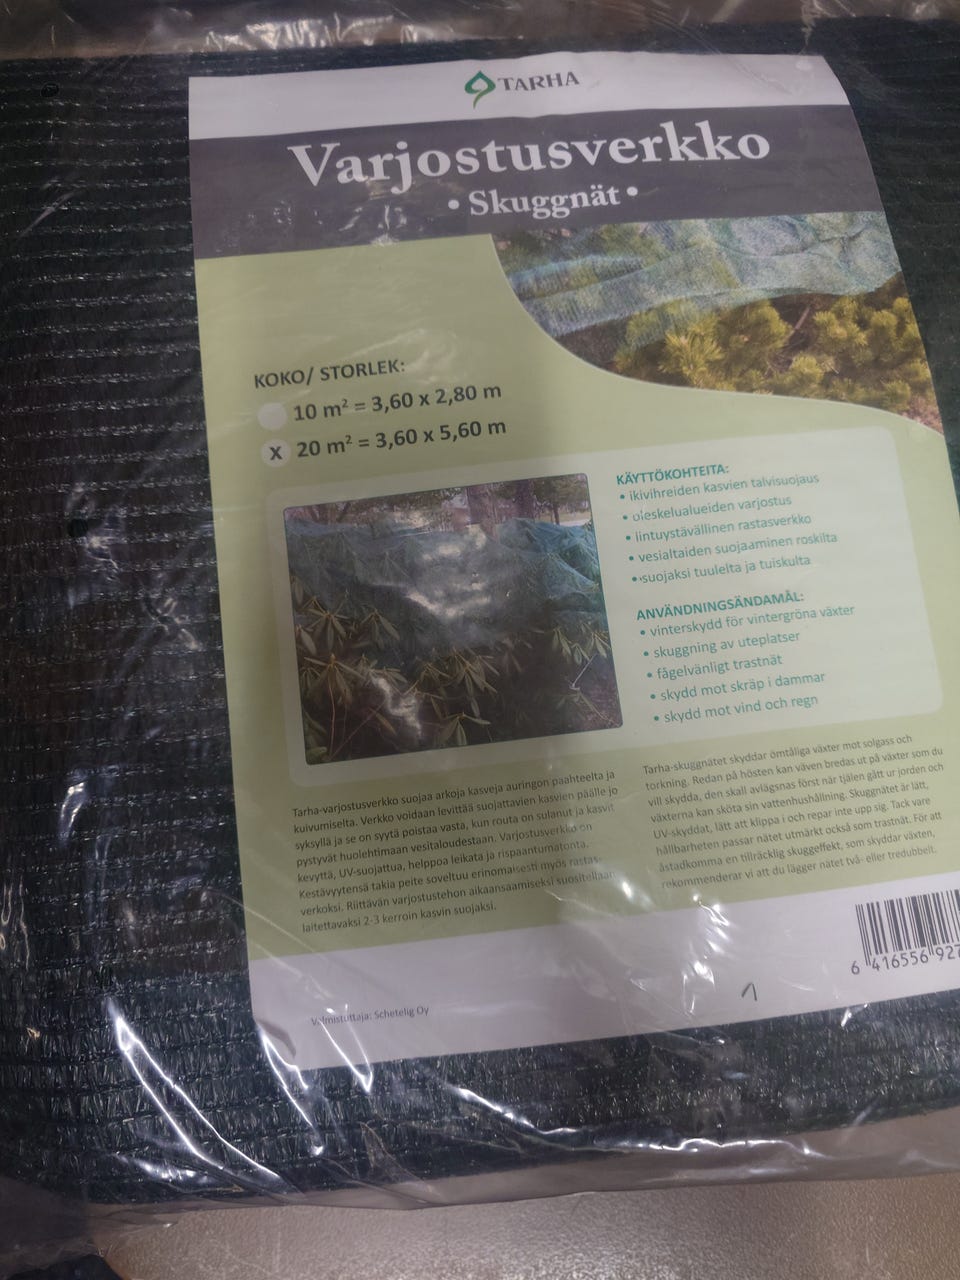 TARHA
Varjostusverkko
• Skuggnät •
KOKO/ STORLEK:
10 m² = 3,60 x 2,80 m
X 20 m² = 3,60 x 5,60 m
KÄYTTÖKOHTEITA:
• ikivihreiden kasvien talvisuojaus
• oleskelualueiden varjostus
• lintuystävällinen rastasverkko
• vesialtaiden suojaaminen roskilta
• suojaksi tuulelta ja tuiskulta
ANVÄNDNINGSÄNDAMÅL:
• vinterskydd för vintergröna växter
• skuggning av uteplatser
• fågelvänligt trastnät
• skydd mot skräp i dammar
• skydd mot vind och regn
Tarha-varjostusverkko suojaa arkoja kasveja auringon paahteelta ja
kuivumiselta. Verkko voidaan levittää suojattavien kasvien päälle jo
syksyllä ja se on syytä poistaa vasta, kun routa on sulanut ja kasvit
pystyvät huolehtimaan vesitaloudestaan. Varjostusverkko on
kevyttä, UV-suojattua, helppoa leikata ja rispaantumatonta.
Kestävyytensä takia peite soveltuu erinomaisesti myös rastas-
verkoksi. Riittävän varjostustehon aikaansaamiseksi suositellaan
laitettavaksi 2-3 kerroin kasvin suojaksi.
Tarha-skuggnätet skyddar ömtåliga växter mot solgass och
torkning. Redan på hösten kan väven bredas ut på växter som du
vill skydda, den skall avlägsnas först när tjälen gått ur jorden och
växterna kan sköta sin vattenhushållning. Skuggnätet är lätt,
UV-skyddat, lätt att klippa i och repar inte upp sig. Tack vare
hållbarheten passar nätet utmärkt också som trastnät. För att
åstadkomma en tillräcklig skuggeffekt, som skyddar växten,
rekommenderar vi att du lägger nätet två- eller tredubbelt.
6 416556 927
1
Valmistuttaja: Schetelig Oy